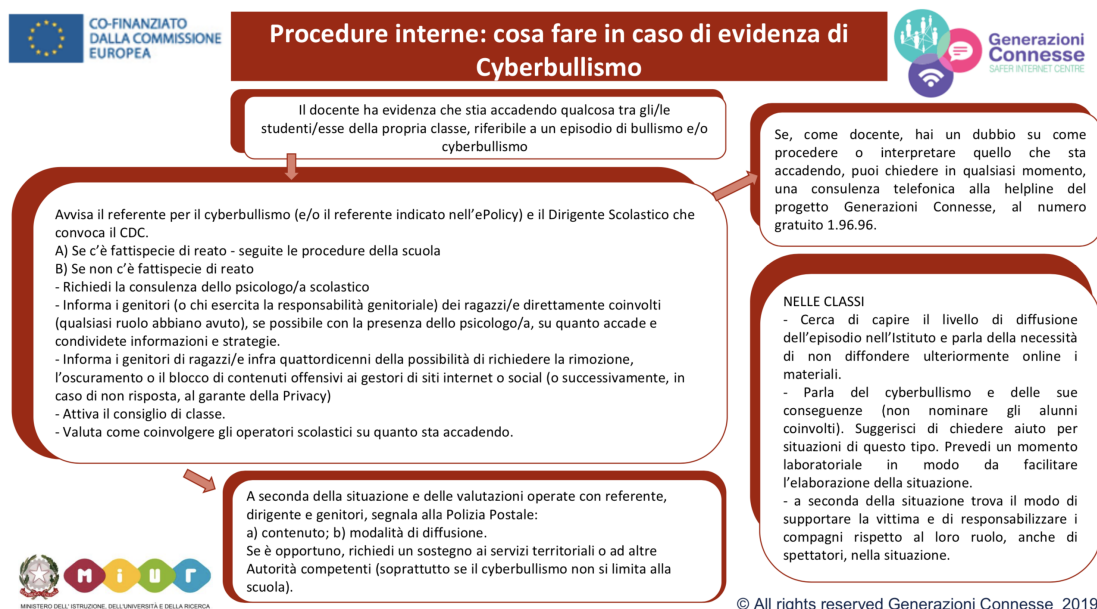 CO-FINANZIATO
DALLA COMMISSIONE
EUROPEA
Procedure interne: cosa fare in caso di evidenza di
Cyberbullismo
Generazioni
Connesse
SAFER INTERNET CENTRE
Il docente ha evidenza che stia accadendo qualcosa tra gli/le
studenti/esse della propria classe, riferibile a un episodio di bullismo e/o
cyberbullismo
Se, come docente, hai un dubbio su come
procedere o interpretare quello che sta
accadendo, puoi chiedere in qualsiasi momento,
una consulenza telefonica alla helpline del
progetto Generazioni Connesse, al numero
gratuito 1.96.96.
Avvisa il referente per il cyberbullismo (e/o il referente indicato nell'ePolicy) e il Dirigente Scolastico che
convoca il CDC.
A) Se c'è fattispecie di reato - seguite le procedure della scuola
B) Se non c'è fattispecie di reato
- Richiedi la consulenza dello psicologo/a scolastico
- Informa i genitori (o chi esercita la responsabilità genitoriale) dei ragazzi/e direttamente coinvolti
(qualsiasi ruolo abbiano avuto), se possibile con la presenza dello psicologo/a, su quanto accade e
condividete informazioni e strategie.
- Informa i genitori di ragazzi/e infra quattordicenni della possibilità di richiedere la rimozione,
l'oscuramento o il blocco di contenuti offensivi ai gestori di siti internet o social (o successivamente, in
caso di non risposta, al garante della Privacy)
- Attiva il consiglio di classe.
- Valuta come coinvolgere gli operatori scolastici su quanto sta accadendo.
NELLE CLASSI
- Cerca di capire il livello di diffusione
dell'episodio nell'Istituto e parla della necessità
di non diffondere ulteriormente online i
materiali.
- Parla del cyberbullismo e delle sue
conseguenze (non nominare gli alunni
coinvolti). Suggerisci di chiedere aiuto per
situazioni di questo tipo. Prevedi un momento
laboratoriale in modo da facilitare
l'elaborazione della situazione.
- a seconda della situazione trova il modo di
supportare la vittima e di responsabilizzare i
compagni rispetto al loro ruolo, anche di
spettatori, nella situazione.
A seconda della situazione e delle valutazioni operate con referente,
dirigente e genitori, segnala alla Polizia Postale:
a) contenuto; b) modalità di diffusione.
Se è opportuno, richiedi un sostegno ai servizi territoriali o ad altre
Autorità competenti (soprattutto se il cyberbullismo non si limita alla
scuola).
MIUR
MINISTERO DELL' ISTRUZIONE, DELL'UNIVERSITÀ E DELLA RICERCA
© All rights reserved Generazioni Connesse 2019